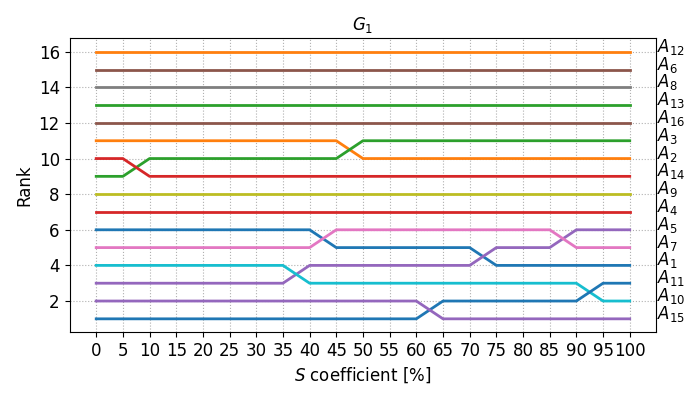 G₁
16
14
12
10
8
6
4
2
Rank
A₁₂
A₆
A₈
A₁₃
A₁₆
A₃
A₂
A₁₄
A₉
A₄
A₅
A₇
A₁
A₁₁
A₁₀
A₁₅
0 5 10 15 20 25 30 35 40 45 50 55 60 65 70 75 80 85 90 95 100
S coefficient [%]